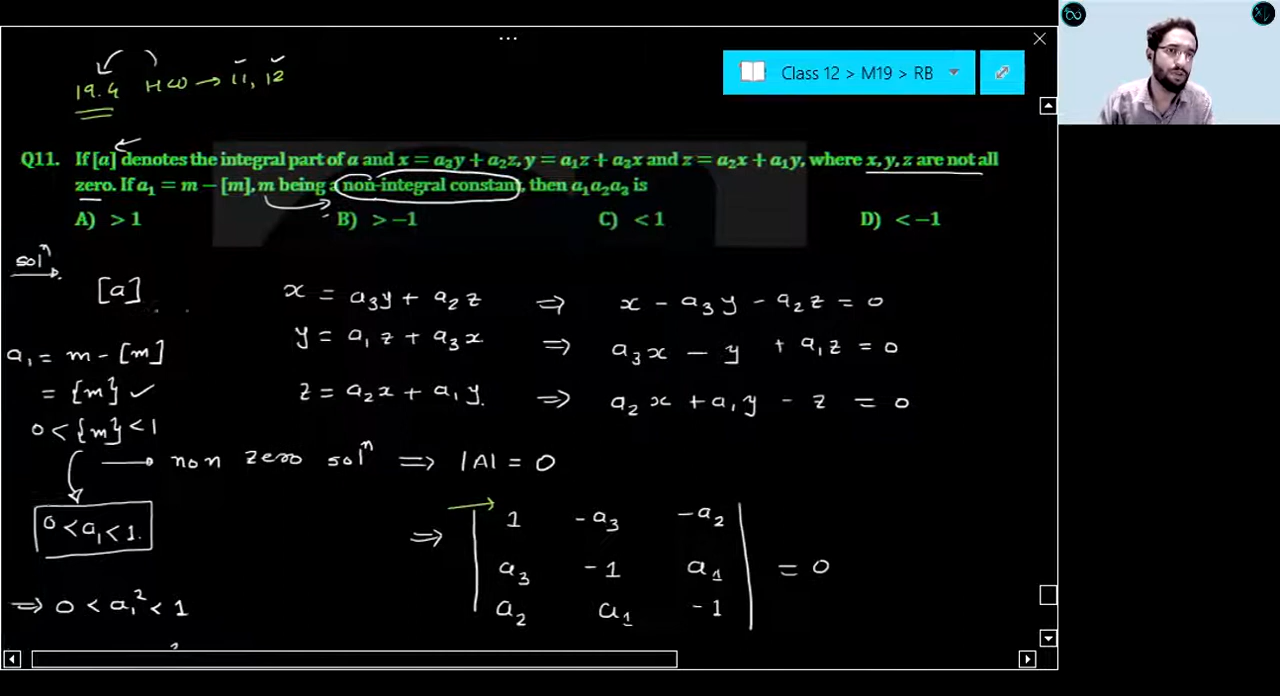 ...
Class 12 > M19 > RB
19.4 HW → 11, 12
Q11. If [a] denotes the integral part of a and x = a₃y + a₂z, y = a₁z + a₃x and z = a₂x + a₁y, where x, y, z are not all
zero. If a₁ = m − [m], m being a non-integral constant, then a₁a₂a₃ is
A) > 1 B) > −1 C) < 1 D) < −1
solⁿ
[a]
x = a₃y + a₂z ⇒ x − a₃y − a₂z = 0
y = a₁z + a₃x ⇒ a₃x − y + a₁z = 0
a₁ = m − [m]
= {m} ✓
z = a₂x + a₁y. ⇒ a₂x + a₁y − z = 0
0 < {m} < 1
→ non zero solⁿ ⇒ |A| = 0
0 < a₁ < 1.
⇒ | 1 −a₃ −a₂ |
| a₃ −1 a₁ | = 0
| a₂ a₁ −1 |
⇒ 0 < a₁² < 1